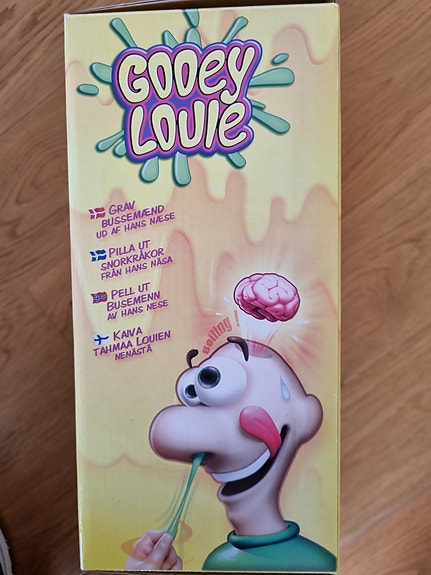 GOOEY
LOUIE
GRAV
BUSSEMÆND
UD AF HANS NÆSE
PILLA UT
SNORKRÅKOR
FRÅN HANS NÄSA
PELL UT
BUSEMENN
AV HANS NESE
KAIVA
TAHMAA LOUIEN
NENÄSTÄ
Boiing !